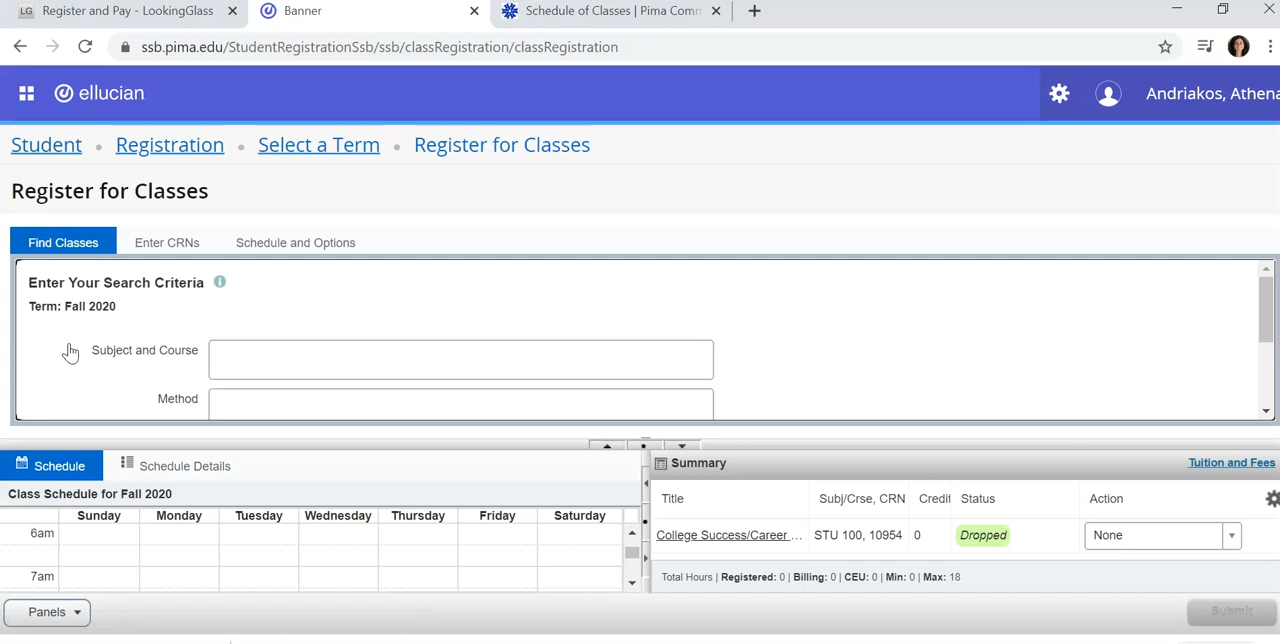 LG Register and Pay - LookingGlass
Banner
Schedule of Classes | Pima Comm
ssb.pima.edu/StudentRegistrationSsb/ssb/classRegistration/classRegistration
ellucian
Andriakos, Athena
Student • Registration • Select a Term • Register for Classes
Register for Classes
Find Classes Enter CRNs Schedule and Options
Enter Your Search Criteria
Term: Fall 2020
Subject and Course
Method
Schedule Schedule Details
Class Schedule for Fall 2020
Sunday Monday Tuesday Wednesday Thursday Friday Saturday
6am
7am
Summary Tuition and Fees
Title Subj/Crse, CRN Credit Status Action
College Success/Career ... STU 100, 10954 0 Dropped None
Total Hours | Registered: 0 | Billing: 0 | CEU: 0 | Min: 0 | Max: 18
Panels
Submit